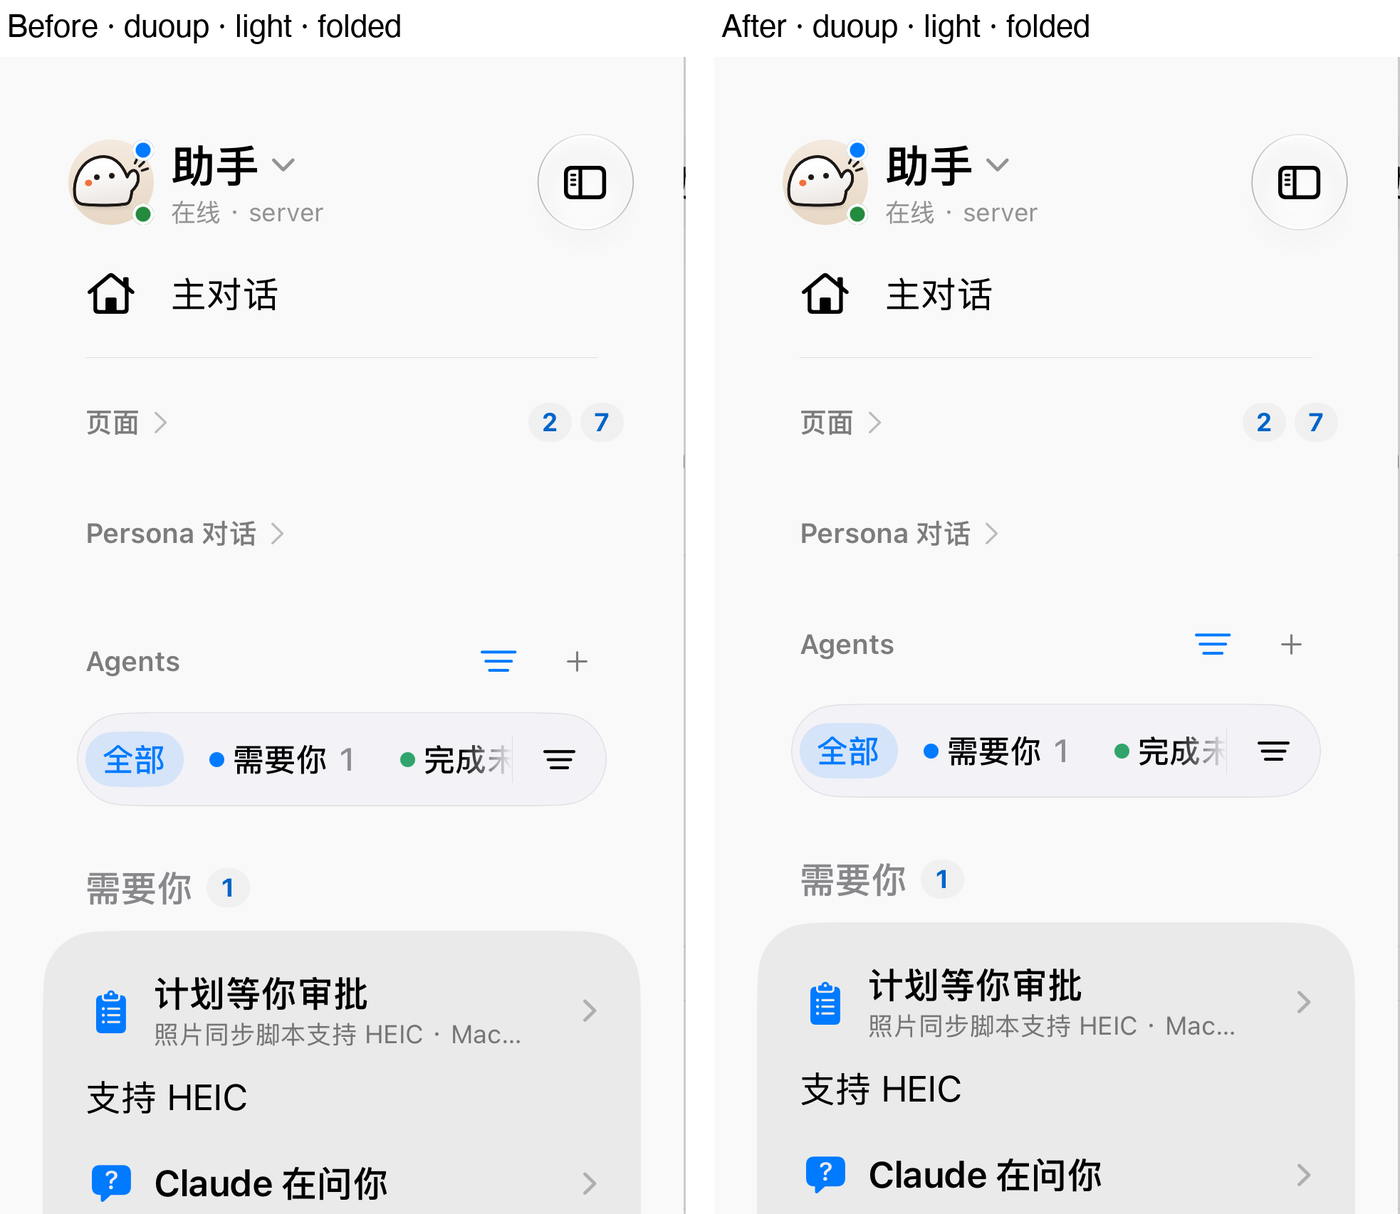 Before · duoup · light · folded
助手
在线 · server
主对话
页面
2 7
Persona 对话
Agents
全部 需要你 1 完成未
需要你 1
计划等你审批
照片同步脚本支持 HEIC · Mac...
支持 HEIC
Claude 在问你
After · duoup · light · folded
助手
在线 · server
主对话
页面
2 7
Persona 对话
Agents
全部 需要你 1 完成未
需要你 1
计划等你审批
照片同步脚本支持 HEIC · Mac...
支持 HEIC
Claude 在问你